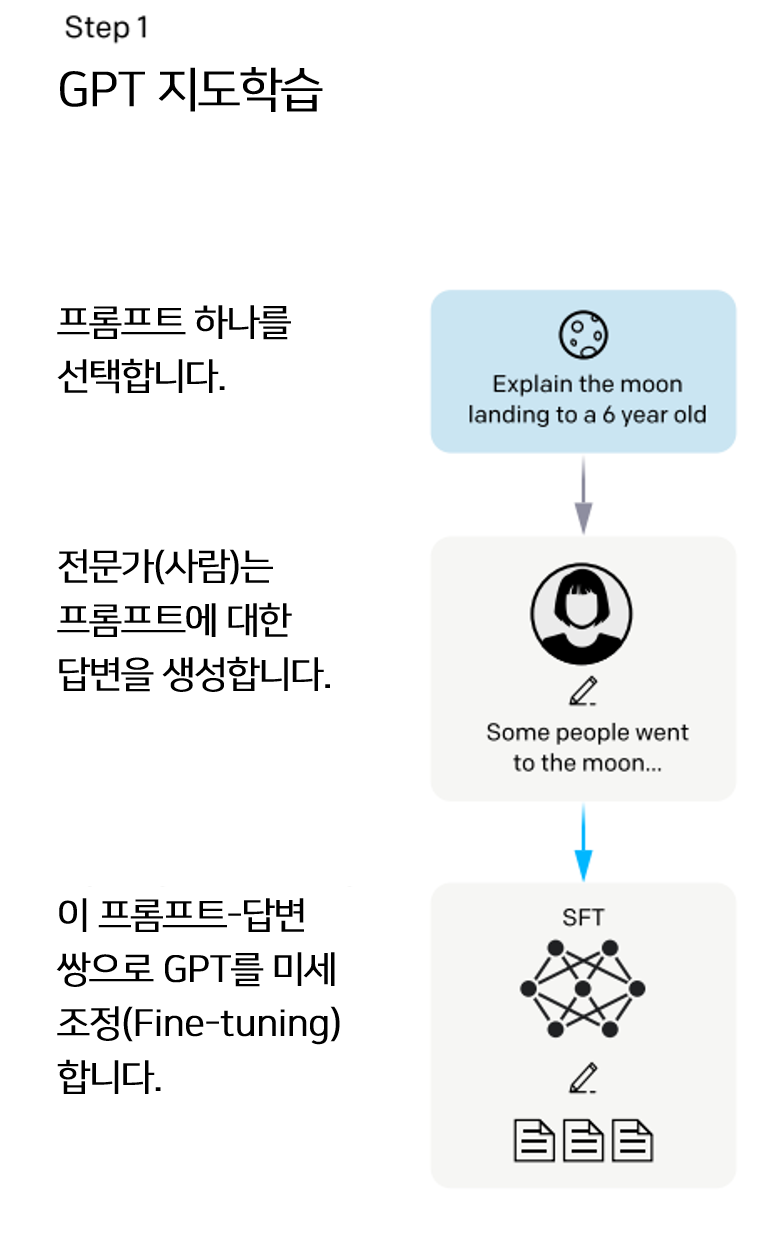 Step 1
GPT 지도학습
프롬프트 하나를
선택합니다.
Explain the moon
landing to a 6 year old
전문가(사람)는
프롬프트에 대한
답변을 생성합니다.
Some people went
to the moon...
이 프롬프트-답변
쌍으로 GPT를 미세
조정(Fine-tuning)
합니다.
SFT